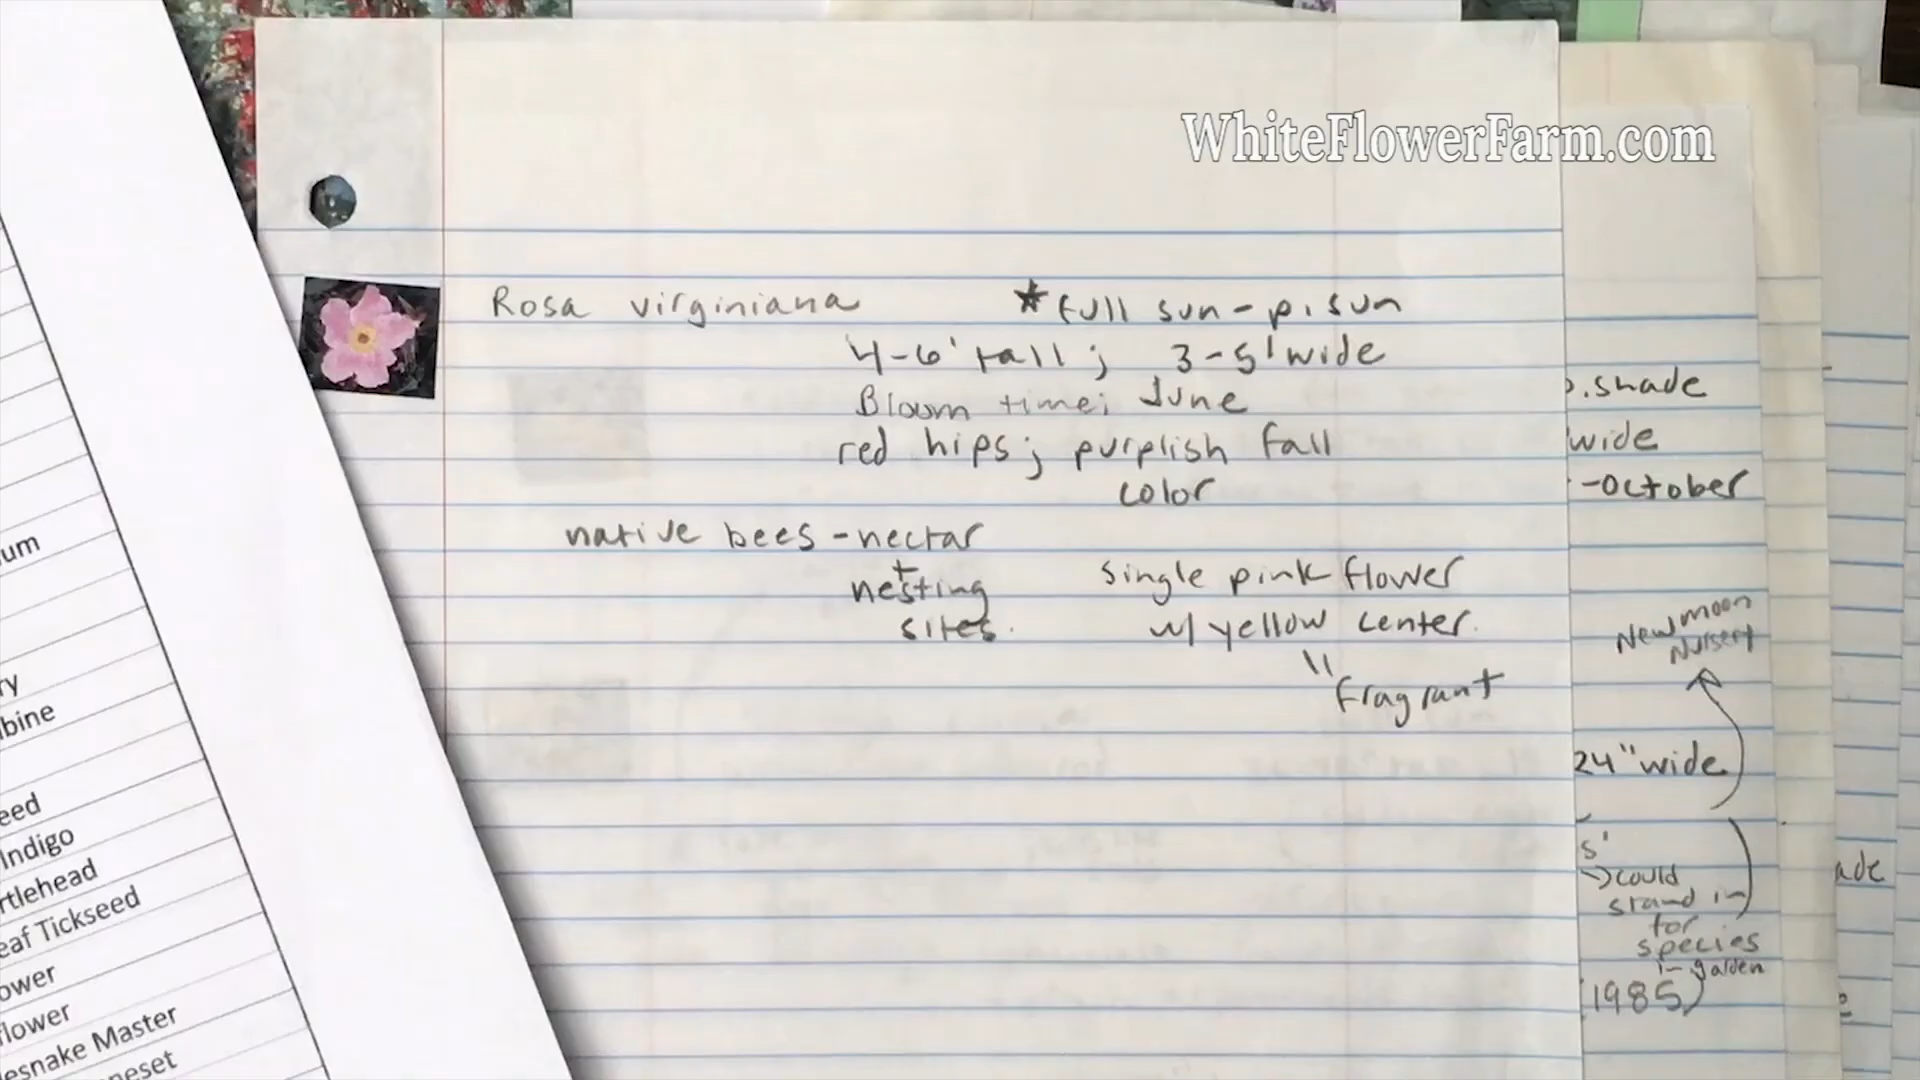 WhiteFlowerFarm.com
Rosa virginiana ★full sun - p. sun
4-6' tall; 3-5' wide
Bloom time; June
red hips; purplish fall
color
native bees - nectar
+
nesting
sites.
single pink flower
w/ yellow center.
" fragrant
p.shade
wide
-October
New moon
Nursery
24" wide
s'
→could
stand in
for
species
in garden
(1985)
ade
um
ry
bine
eed
Indigo
rtlehead
eaf Tickseed
ower
flower
esnake Master
neset